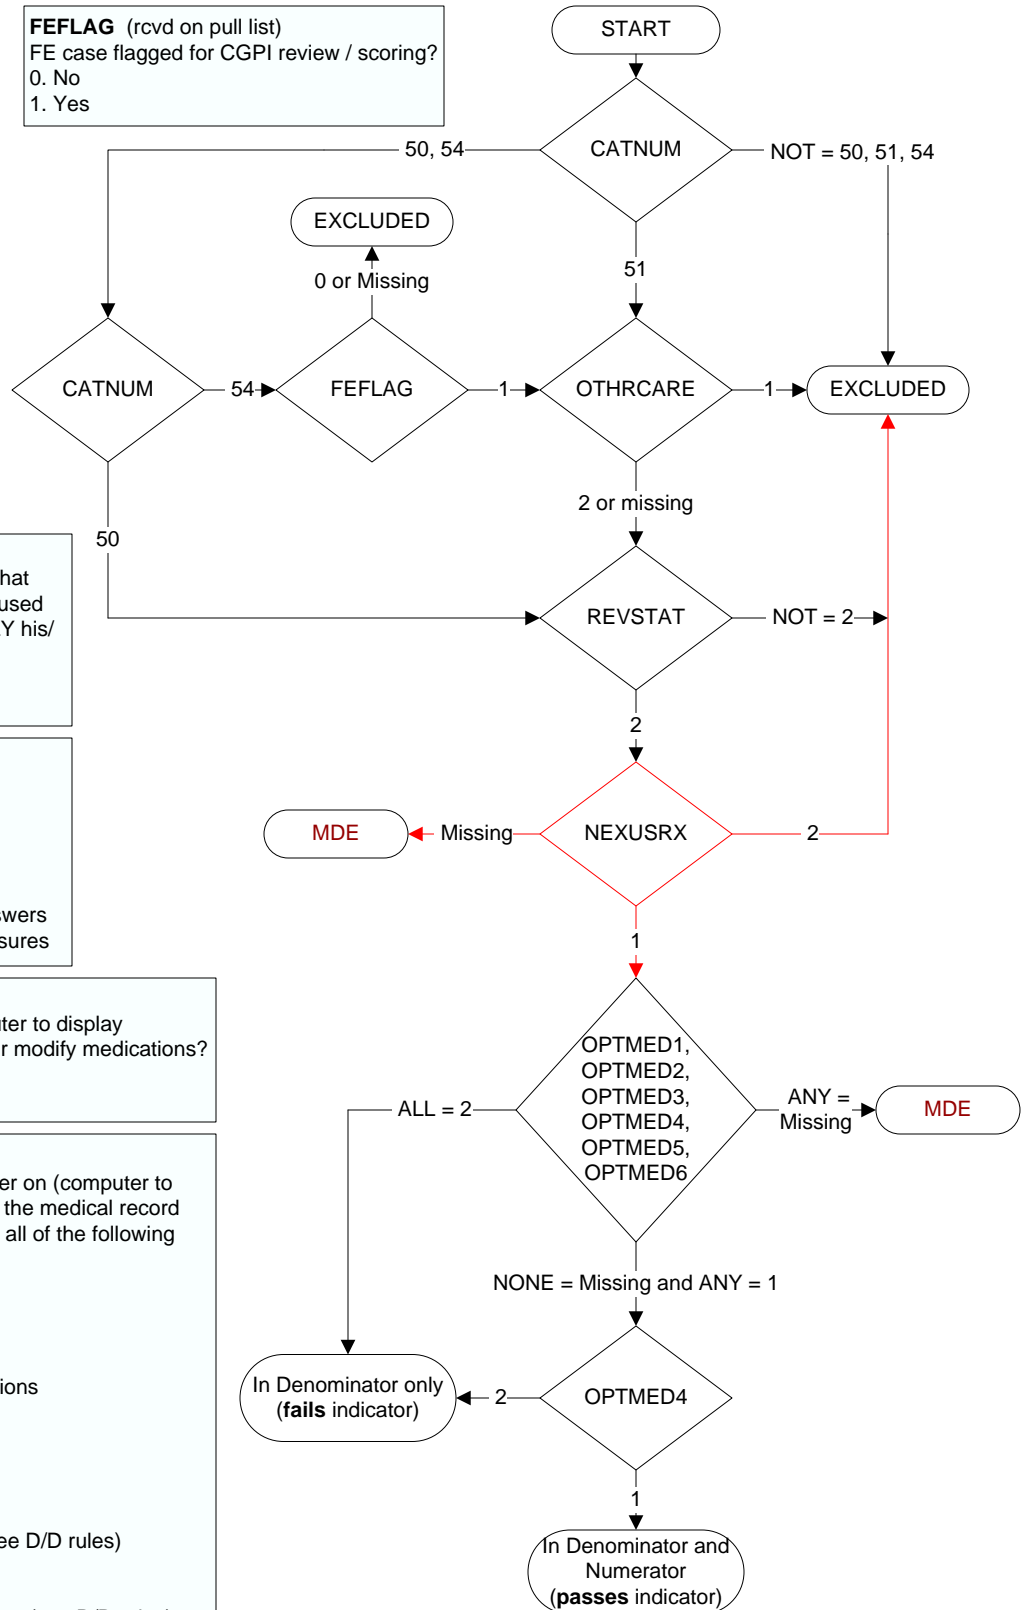 FEFLAG (rcvd on pull list)
FE case flagged for CGPI review / scoring?
0. No
1. Yes
START
CATNUM
50, 54
NOT = 50, 51, 54
EXCLUDED
0 or Missing
51
CATNUM
54
FEFLAG
1
OTHRCARE
1
EXCLUDED
2 or missing
50
REVSTAT
NOT = 2
2
hat
used
Y his/
MDE
Missing
NEXUSRX
2
1
swers
sures
uter to display
or modify medications?
OPTMED1,
OPTMED2,
OPTMED3,
OPTMED4,
OPTMED5,
OPTMED6
ALL = 2
ANY =
Missing
MDE
er on (computer to
the medical record
all of the following
NONE = Missing and ANY = 1
ions
In Denominator only
(fails indicator)
2
OPTMED4
1
ee D/D rules)
In Denominator and
Numerator
(passes indicator)